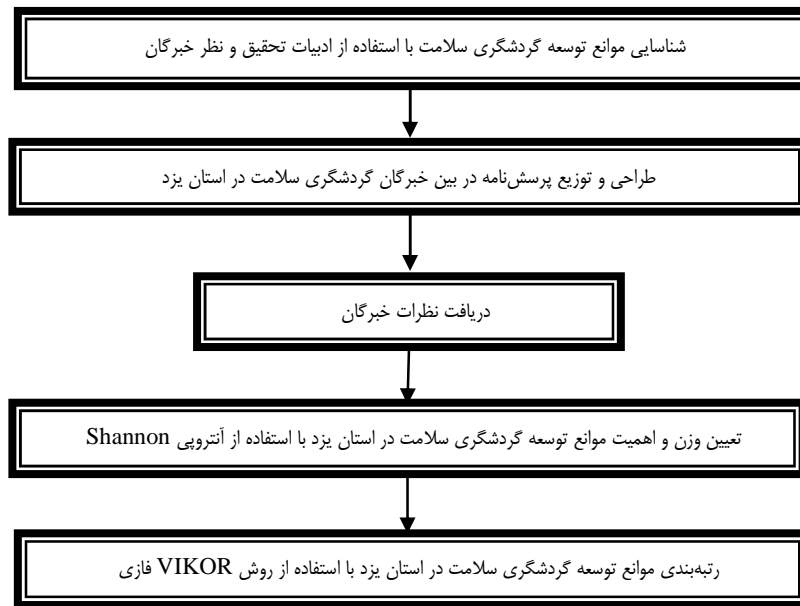 شناسایی موانع توسعه گردشگری سلامت با استفاده از ادبیات تحقیق و نظر خبرگان
طراحی و توزیع پرسش‌نامه در بین خبرگان گردشگری سلامت در استان یزد
دریافت نظرات خبرگان
تعیین وزن و اهمیت موانع توسعه گردشگری سلامت در استان یزد با استفاده از آنتروپی Shannon
رتبه‌بندی موانع توسعه گردشگری سلامت در استان یزد با استفاده از روش VIKOR فازی